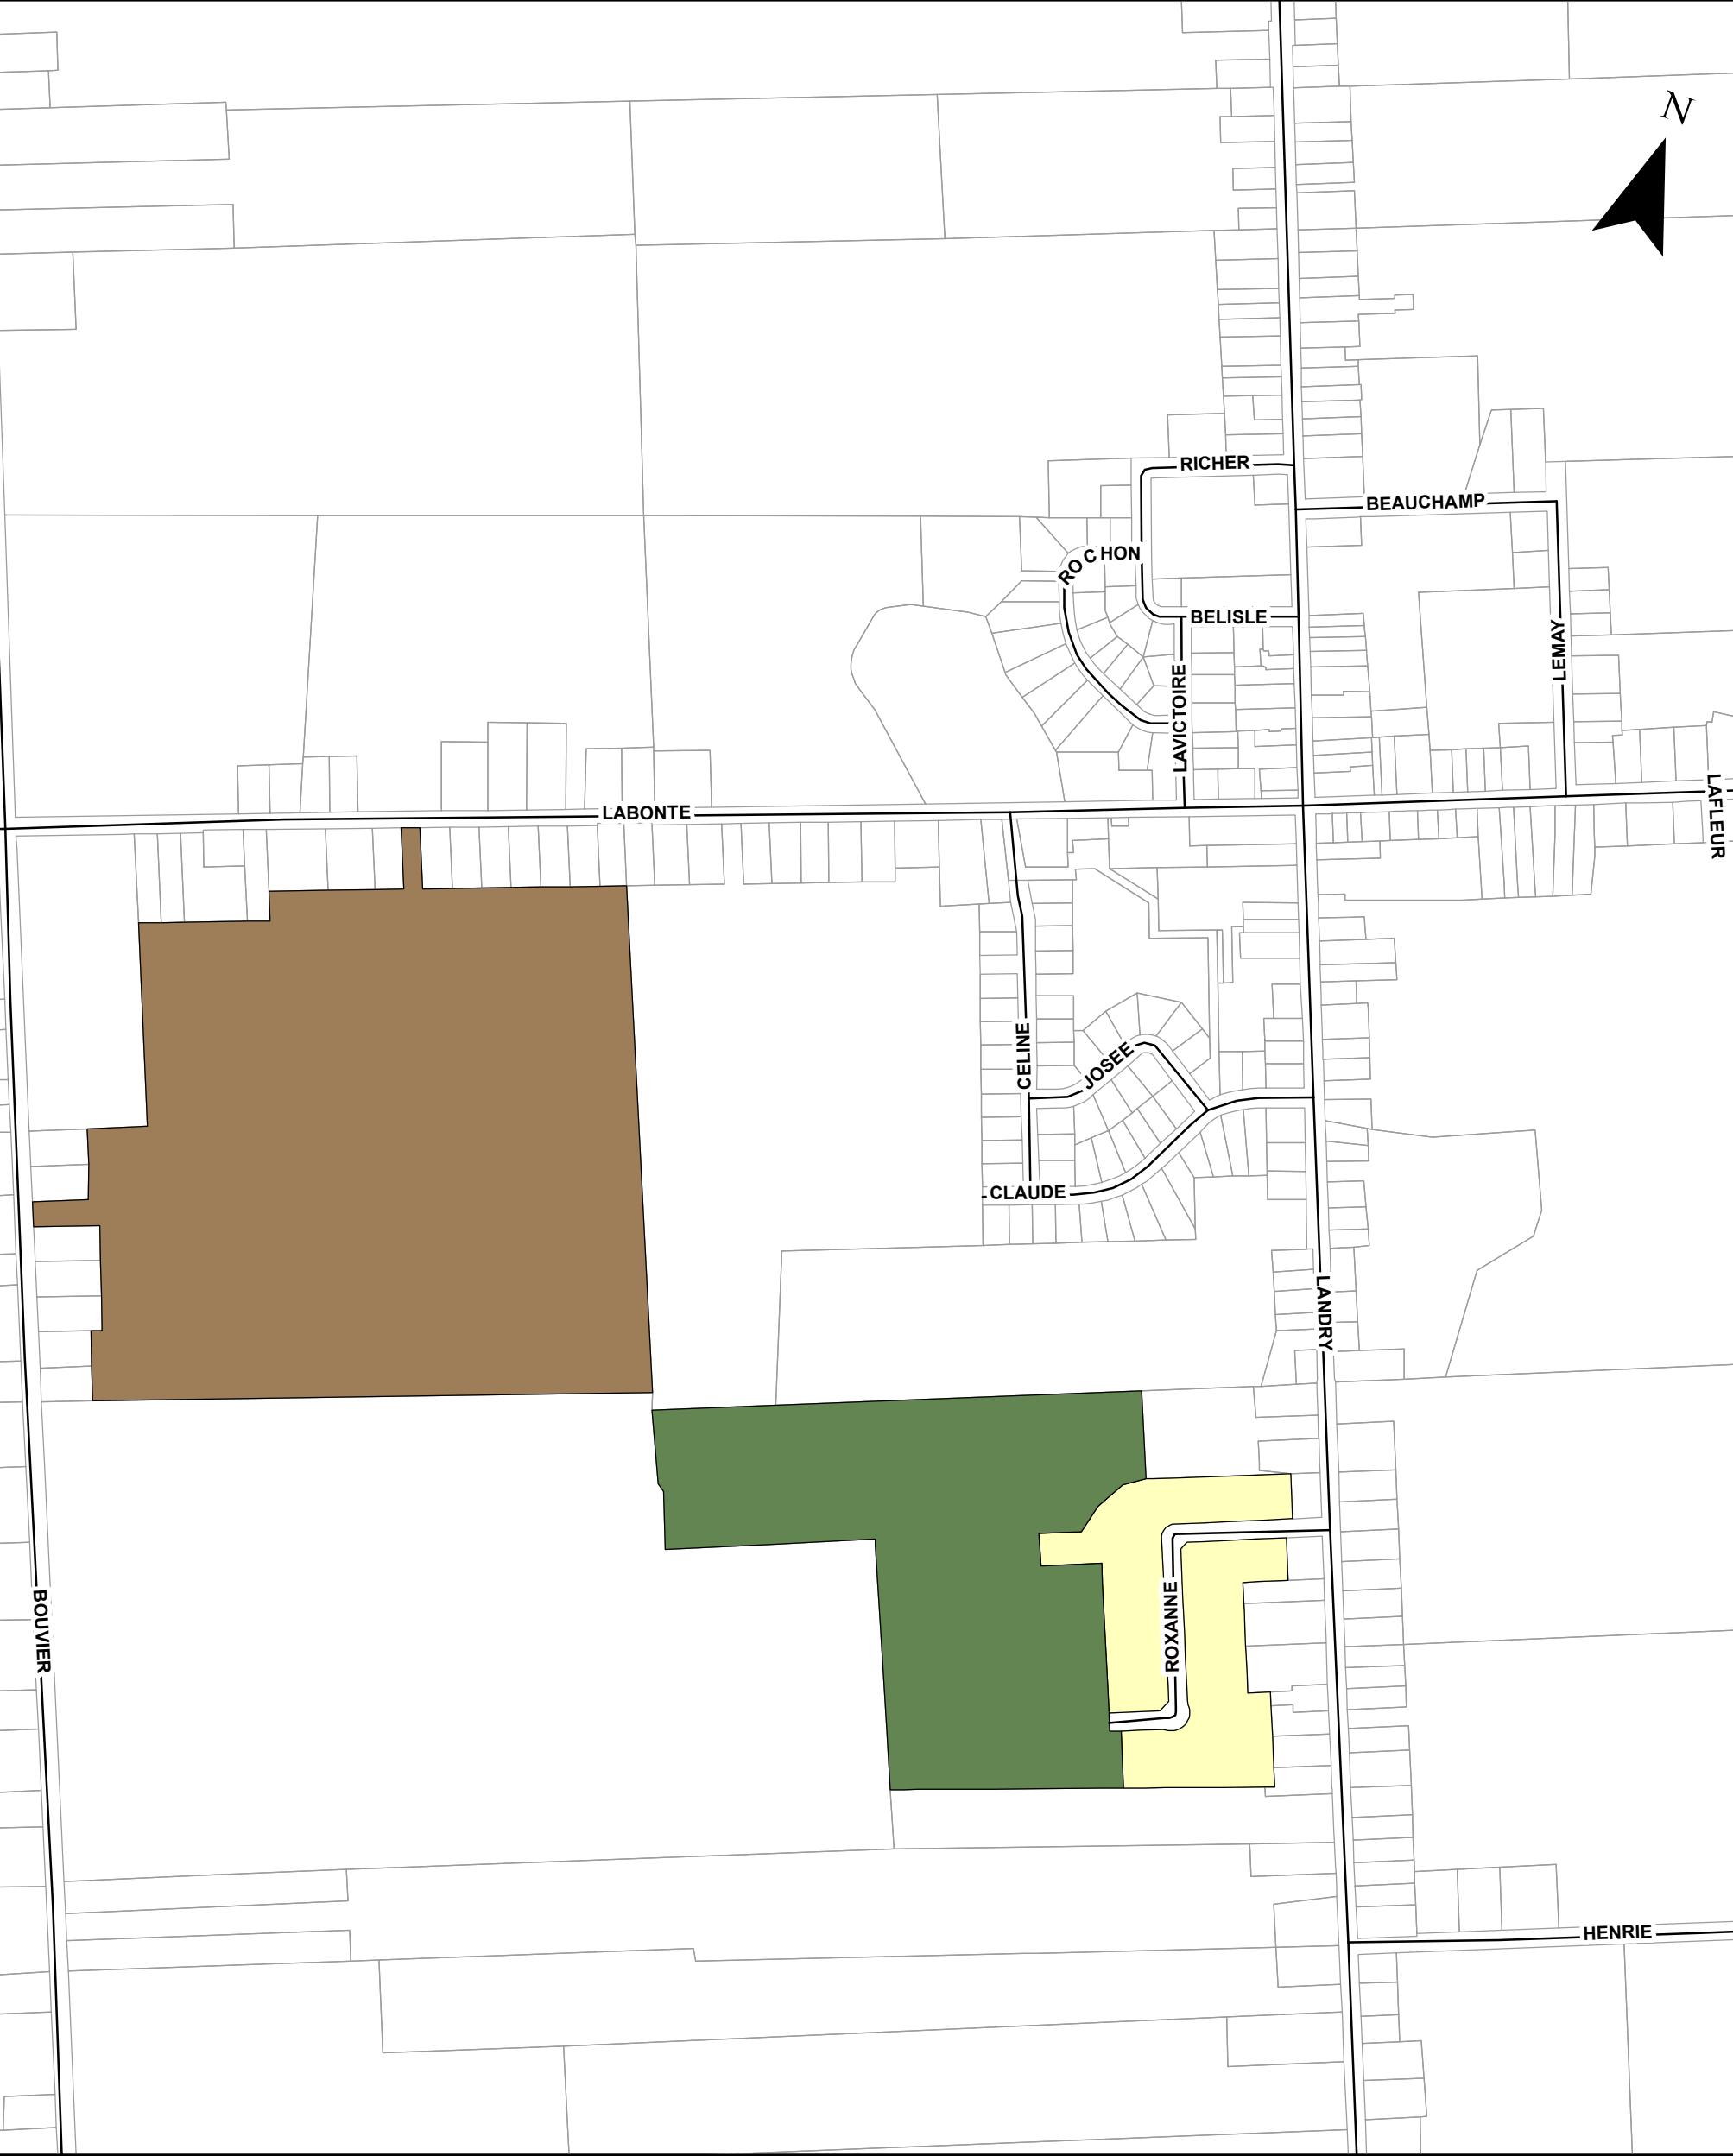 N
RICHER
BEAUCHAMP
ROCHON
BELISLE
LEMAY
LAVICTOIRE
LABONTE
LAFLEUR
CELINE
JOSEE
CLAUDE
LANDRY
ROXANNE
BOUVIER
HENRIE